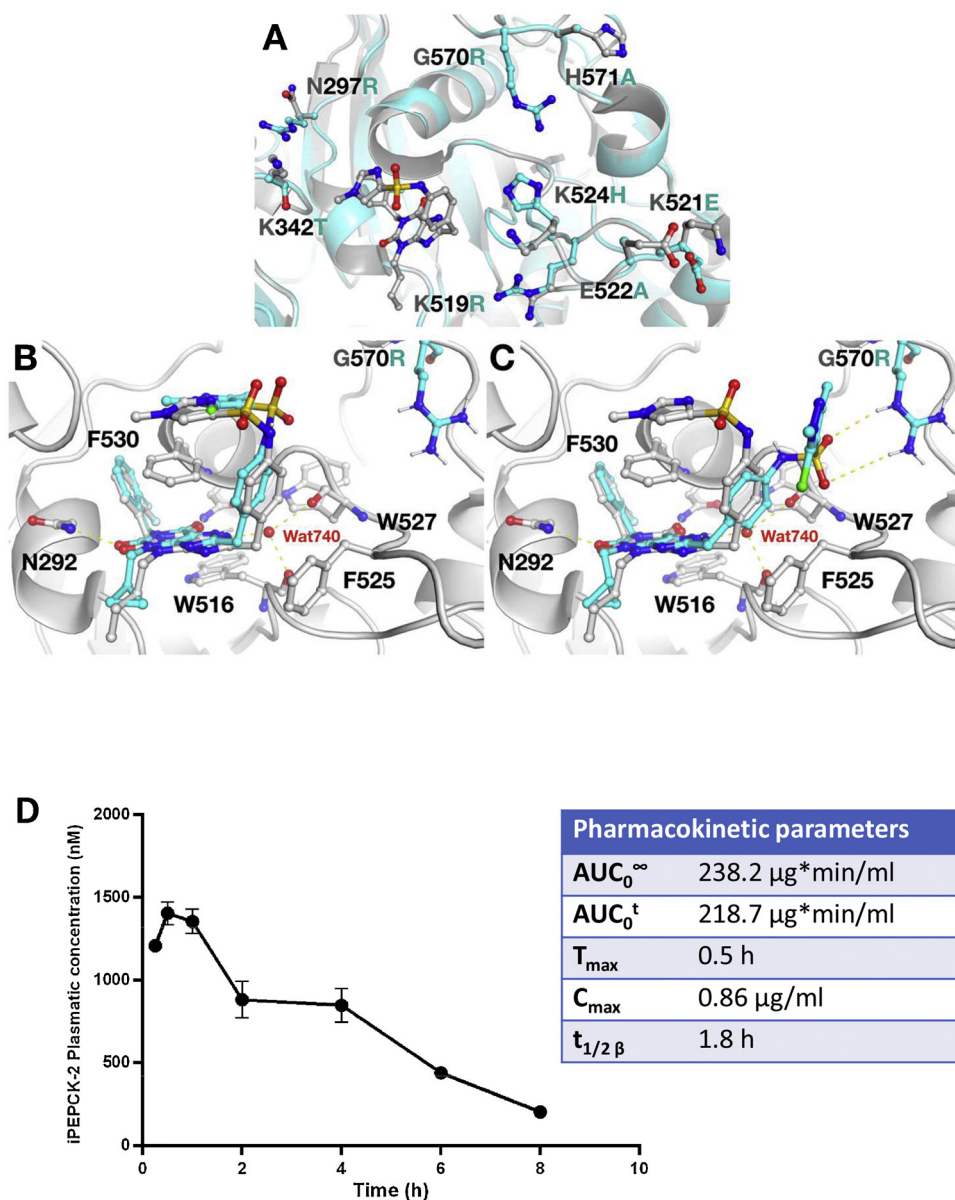 A
G570R
H571A
N297R
K524H
K521E
K342T
K519R
E522A
B
G570R
F530
N292
Wat740
W527
W516
F525
C
G570R
F530
N292
Wat740
W527
W516
F525
D
iPEPCK-2 Plasmatic concentration (nM)
2000
1500
1000
500
0
0 2 4 6 8 10
Time (h)
Pharmacokinetic parameters
AUC₀^∞ 238.2 µg*min/ml
AUC₀ᵗ 218.7 µg*min/ml
Tmax 0.5 h
Cmax 0.86 µg/ml
t1/2 β 1.8 h